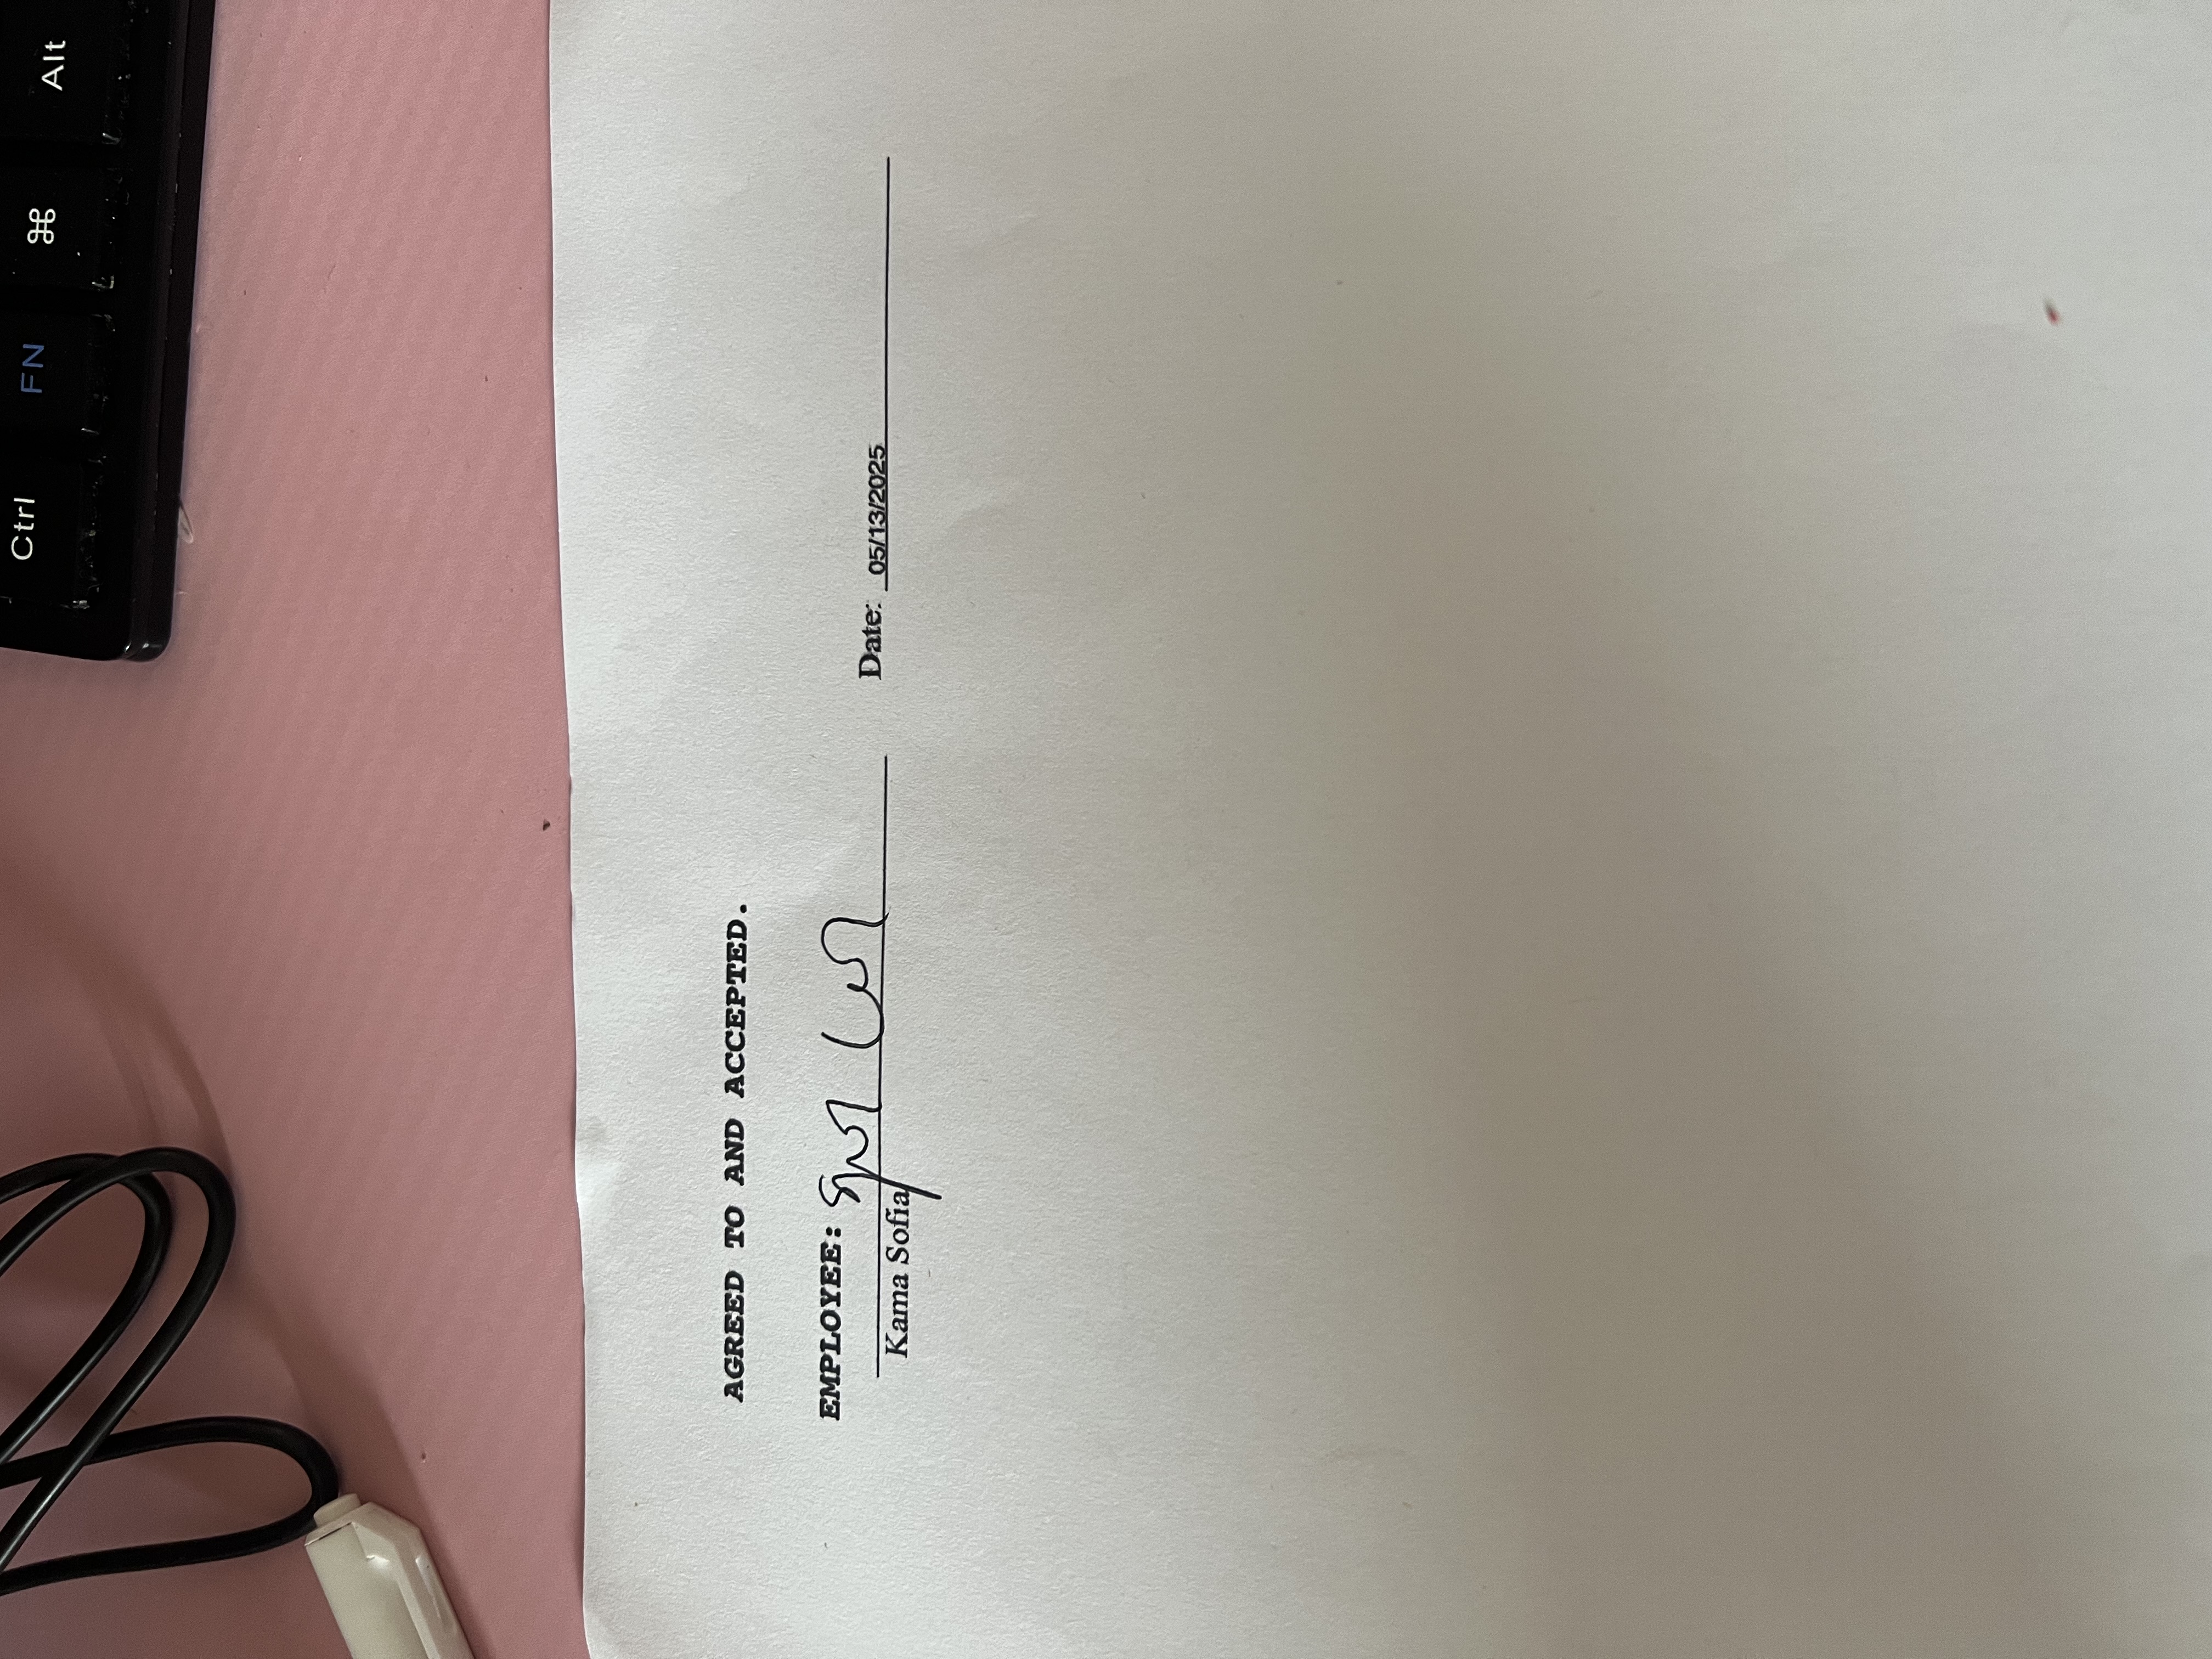 AGREED TO AND ACCEPTED.
EMPLOYEE:
Kama Sofia
Date: 05/13/2025
Ctrl
FN
⌘
Alt